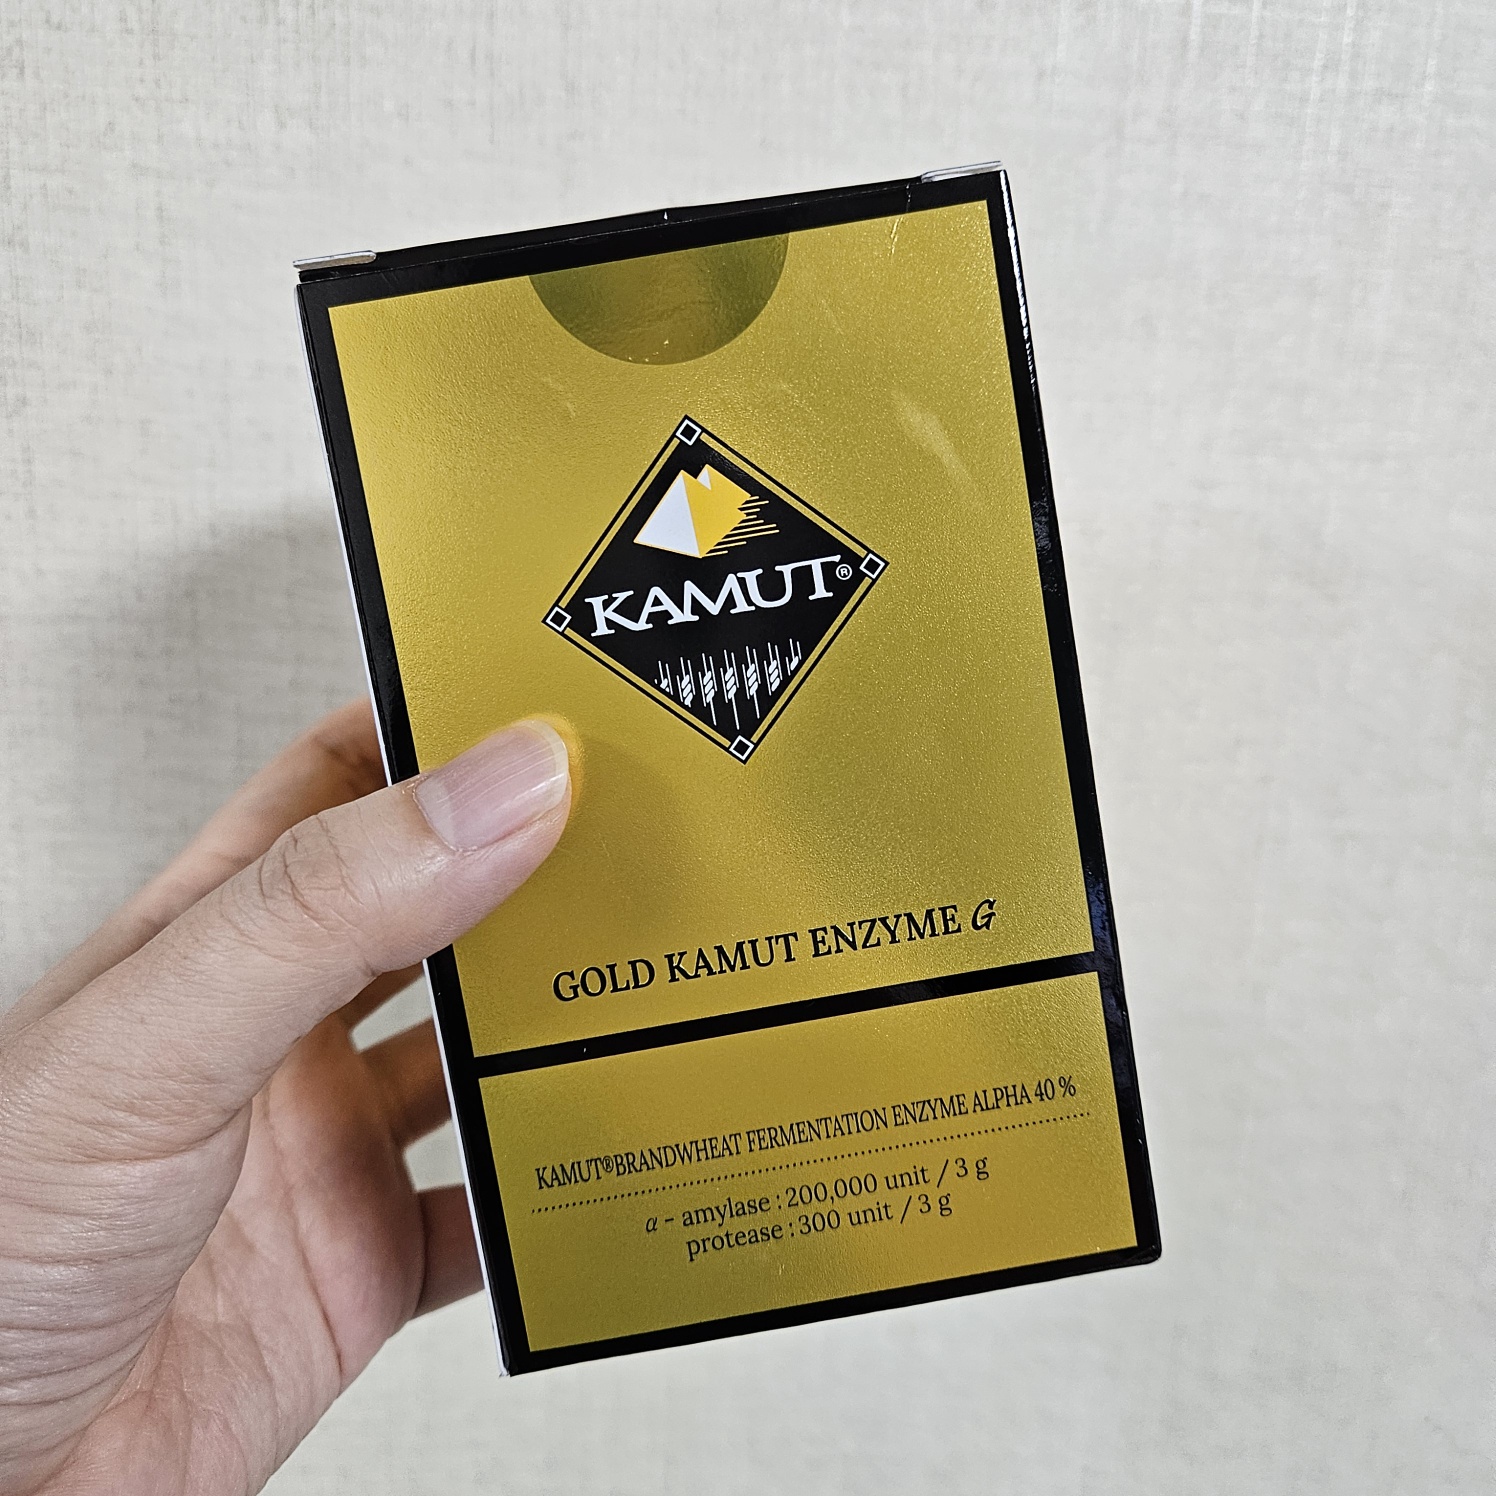 KAMUT®
GOLD KAMUT ENZYME G
KAMUT®BRANDWHEAT FERMENTATION ENZYME ALPHA 40 %
α - amylase : 200,000 unit / 3 g
protease : 300 unit / 3 g